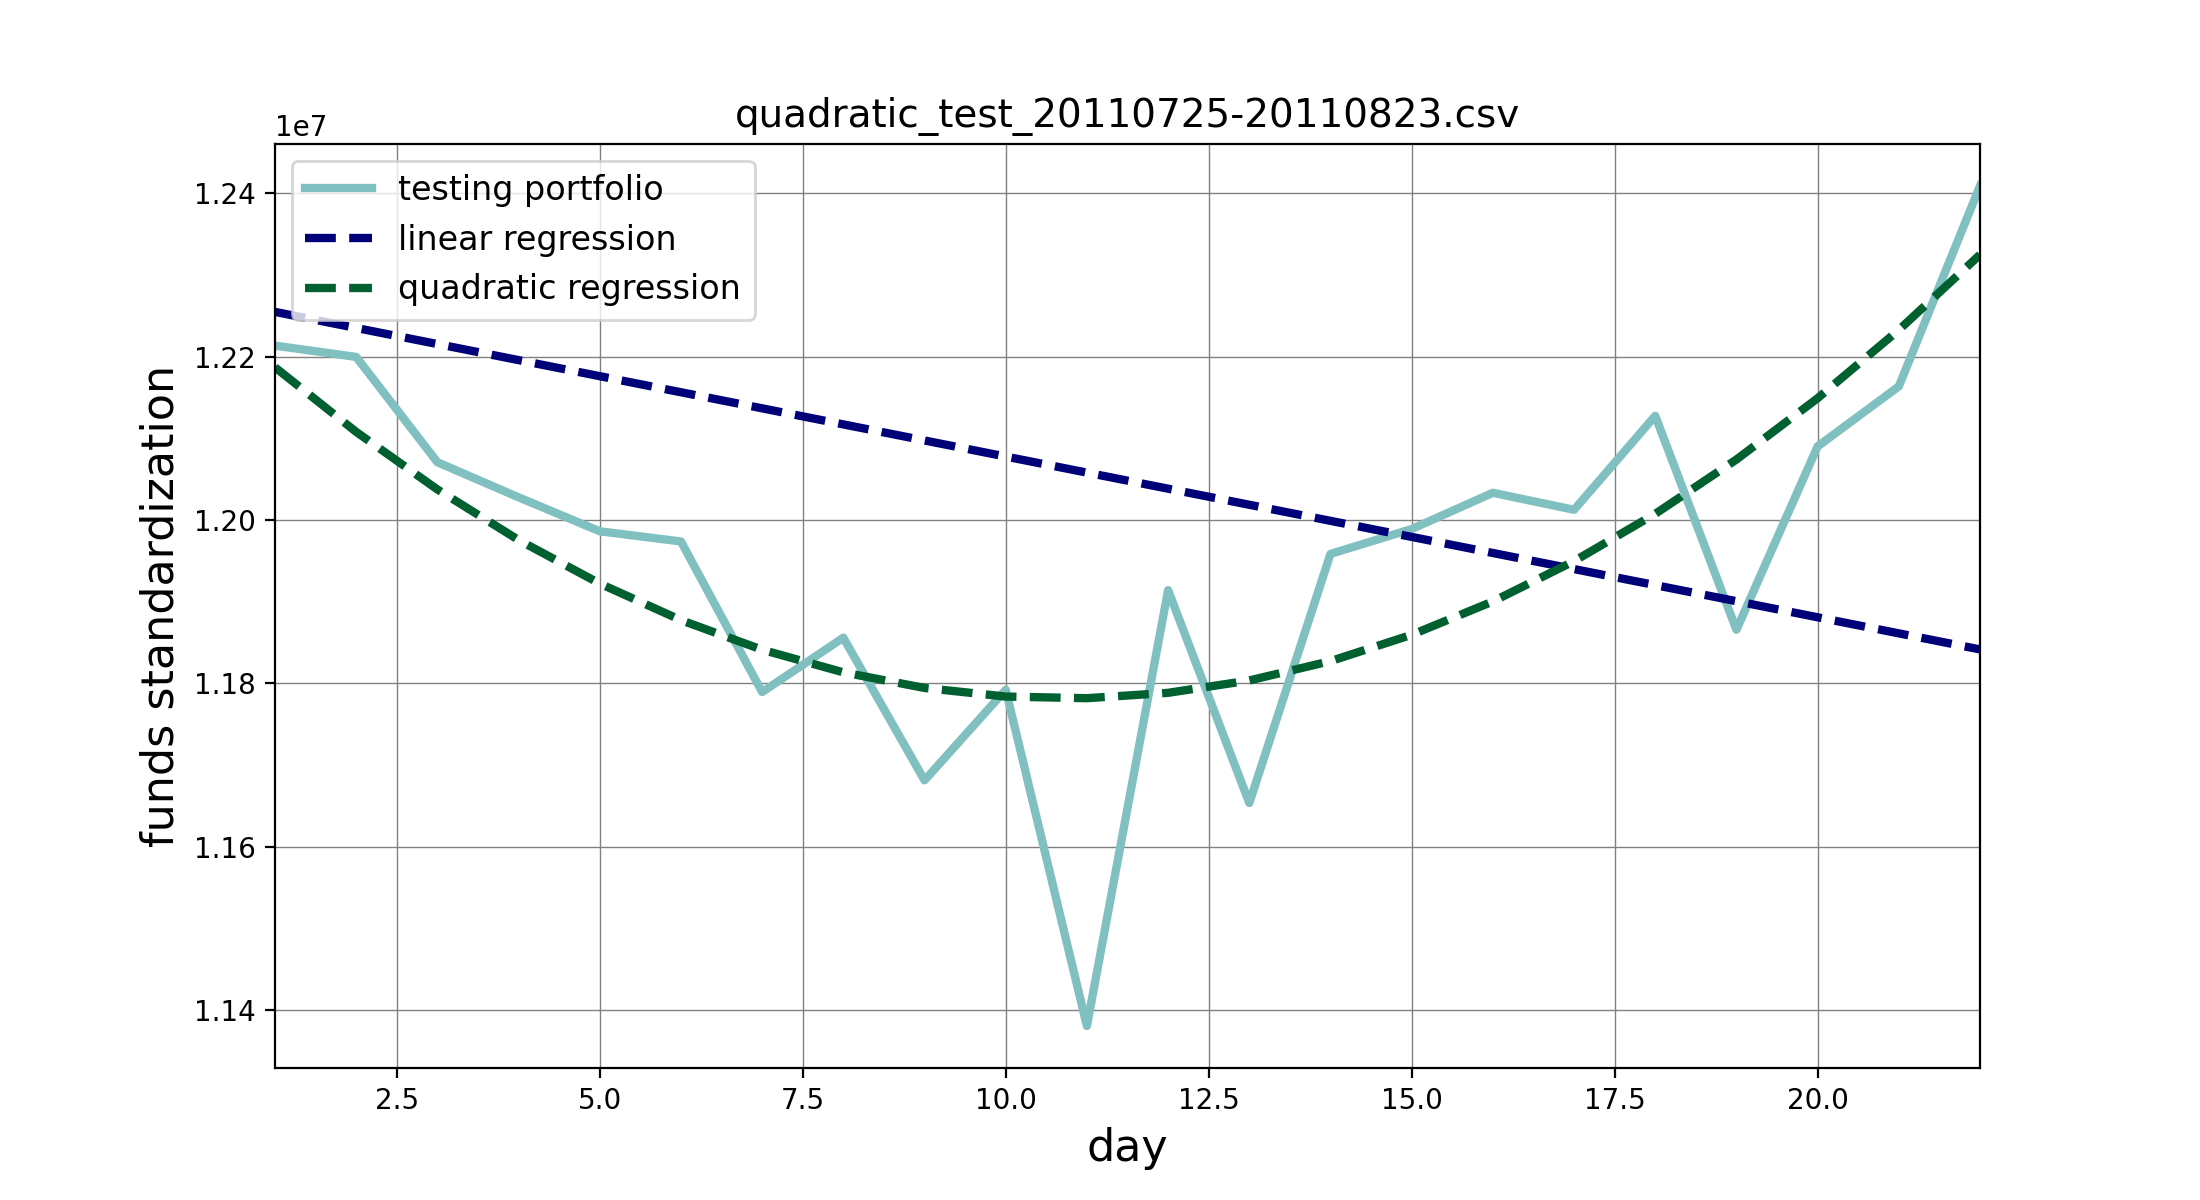 quadratic_test_20110725-20110823.csv
1e7
testing portfolio
linear regression
quadratic regression
funds standardization
1.24
1.22
1.20
1.18
1.16
1.14
2.5 5.0 7.5 10.0 12.5 15.0 17.5 20.0
day